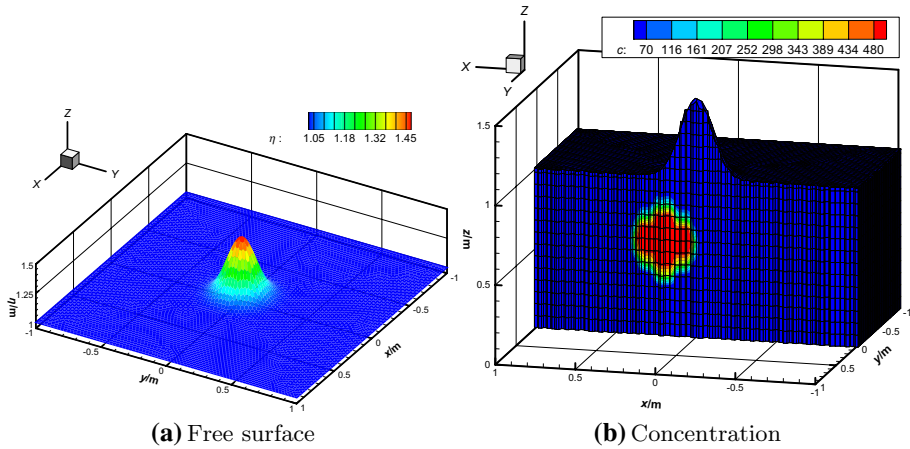 Z
X
Y
η :
1.05 1.18 1.32 1.45
1.5
1.25
1
η/m
-1
-0.5
0
0.5
1
y/m
-1
-0.5
0
0.5
1
x/m
(a) Free surface
Z
X
Y
c: 70 116 161 207 252 298 343 389 434 480
1.5
1
0.5
0
z/m
1
0.5
0
-0.5
-1
x/m
-1
-0.5
0
0.5
1
y/m
(b) Concentration